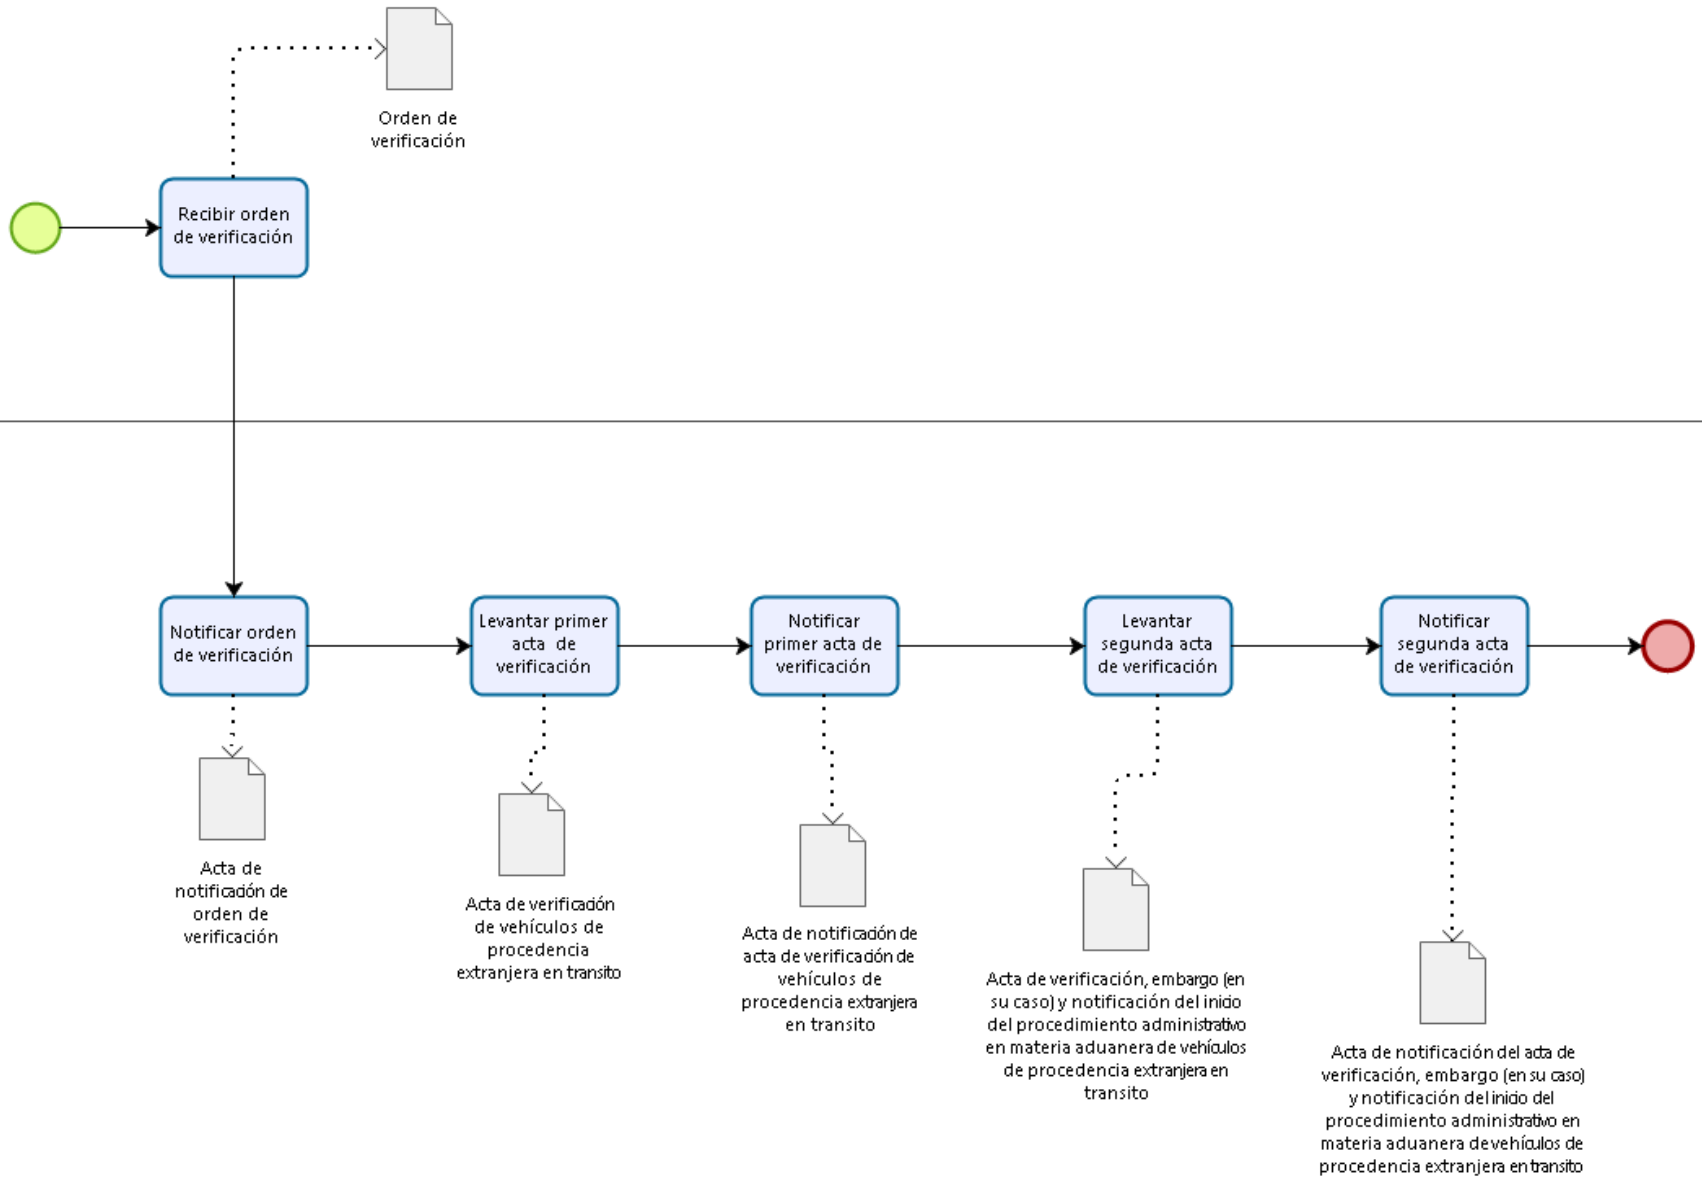 Orden de
verificación
Recibir orden
de verificación
Notificar orden
de verificación
Levantar primer
acta de
verificación
Notificar
primer acta de
verificación
Levantar
segunda acta
de verificación
Notificar
segunda acta
de verificación
Acta de
notificación de
orden de
verificación
Acta de verificación
de vehículos de
procedencia
extranjera en transito
Acta de notificación de
acta de verificación de
vehículos de
procedencia extranjera
en transito
Acta de verificación, embargo (en
su caso) y notificación del inicio
del procedimiento administrativo
en materia aduanera de vehículos
de procedencia extranjera en
transito
Acta de notificación del acta de
verificación, embargo (en su caso)
y notificación del inicio del
procedimiento administrativo en
materia aduanera de vehículos de
procedencia extranjera en transito